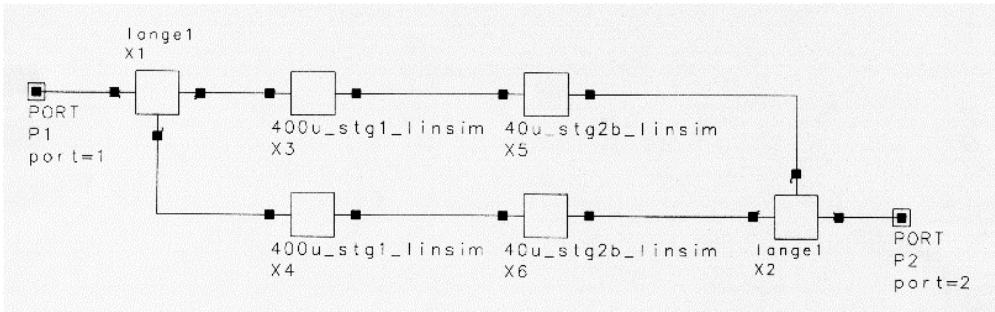 lange1
X1
PORT
P1
port=1
400u_stg1_linsim
X3
40u_stg2b_linsim
X5
400u_stg1_linsim
X4
40u_stg2b_linsim
X6
lange1
X2
PORT
P2
port=2